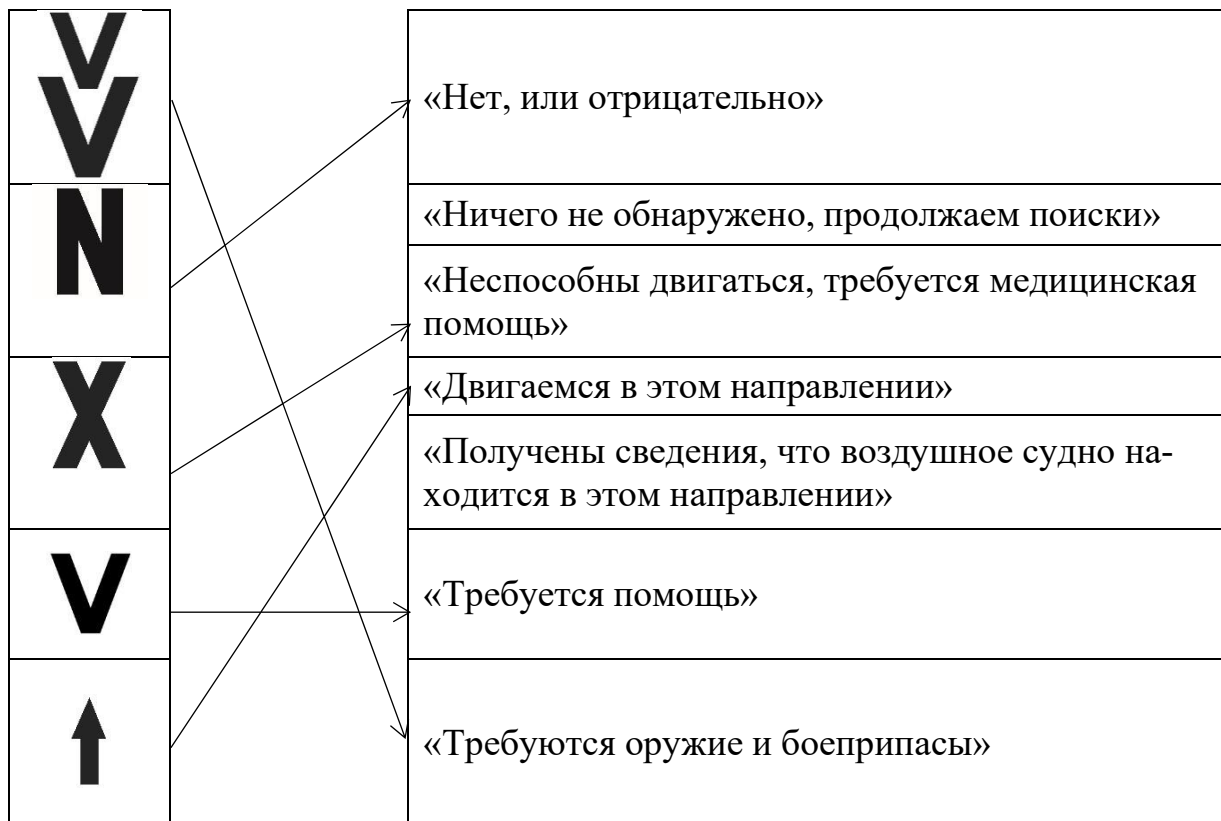 V
V
«Нет, или отрицательно»
N
«Ничего не обнаружено, продолжаем поиски»
«Неспособны двигаться, требуется медицинская
помощь»
X
«Двигаемся в этом направлении»
«Получены сведения, что воздушное судно на-
ходится в этом направлении»
V
«Требуется помощь»
«Требуются оружие и боеприпасы»